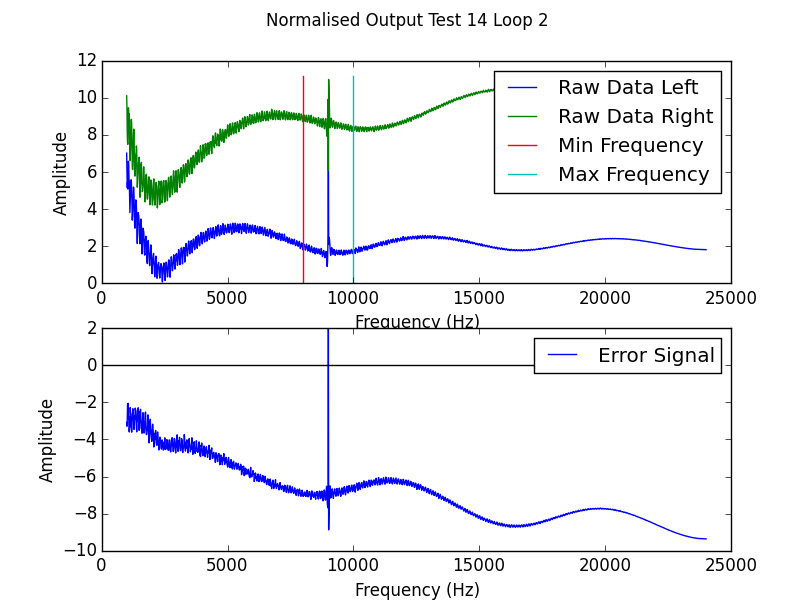 Normalised Output Test 14 Loop 2
12
10
8
6
4
2
0
Amplitude
Raw Data Left
Raw Data Right
Min Frequency
Max Frequency
0 5000 10000 15000 20000 25000
Frequency (Hz)
2
0
−2
−4
−6
−8
−10
Amplitude
Error Signal
0 5000 10000 15000 20000 25000
Frequency (Hz)